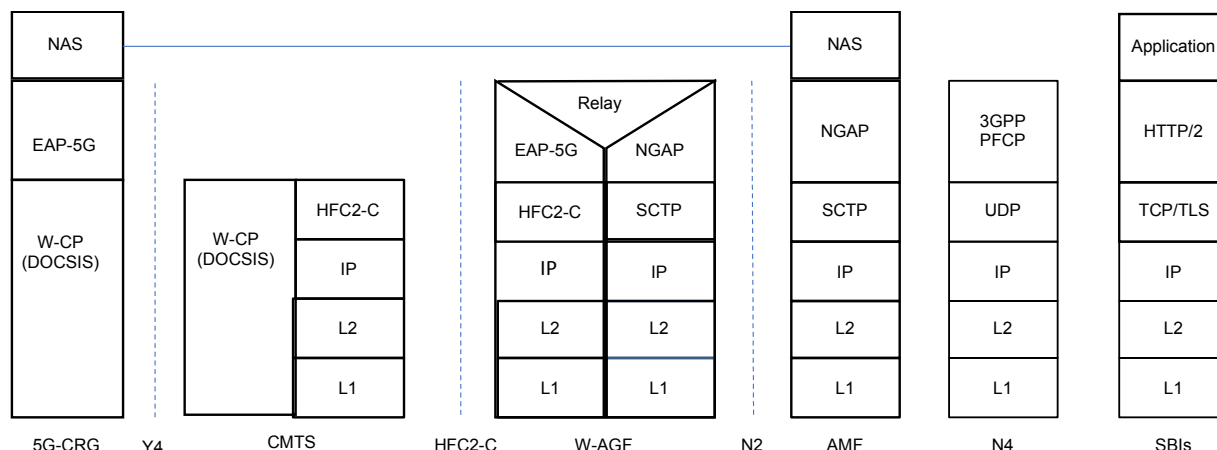 NAS
NAS
Application
Relay
EAP-5G
EAP-5G
NGAP
NGAP
3GPP
PFCP
HTTP/2
W-CP
(DOCSIS)
W-CP
(DOCSIS)
HFC2-C
HFC2-C
SCTP
SCTP
UDP
TCP/TLS
IP
IP
IP
IP
IP
IP
L2
L2
L2
L2
L2
L2
L1
L1
L1
L1
L1
L1
5G-CRG
Y4
CMTS
HFC2-C
W-AGF
N2
AMF
N4
SBIs